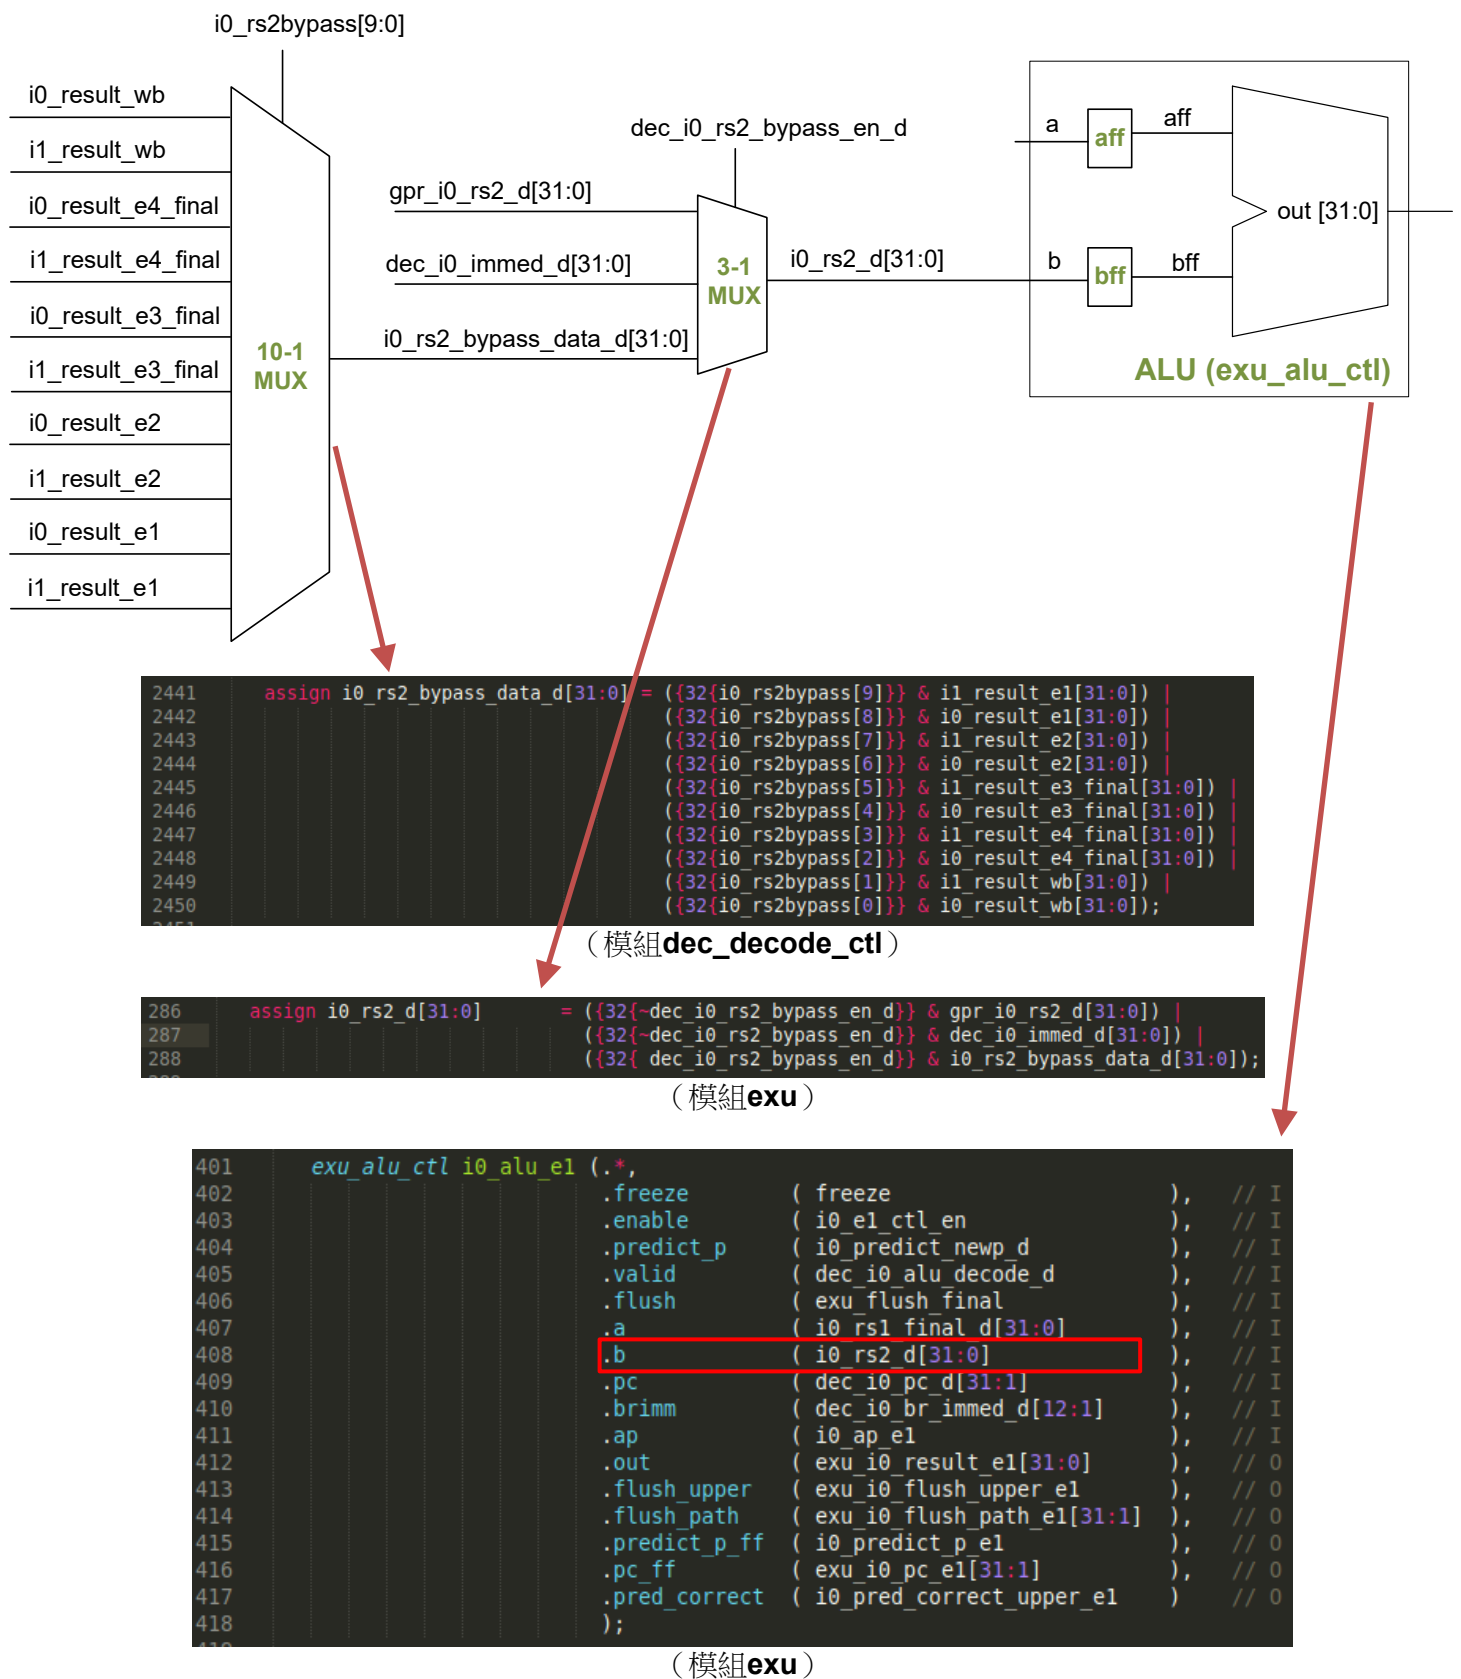 i0_rs2bypass[9:0]
i0_result_wb
i1_result_wb
i0_result_e4_final
i1_result_e4_final
i0_result_e3_final
i1_result_e3_final
i0_result_e2
i1_result_e2
i0_result_e1
i1_result_e1
10-1
MUX
dec_i0_rs2_bypass_en_d
gpr_i0_rs2_d[31:0]
dec_i0_immed_d[31:0]
i0_rs2_bypass_data_d[31:0]
3-1
MUX
i0_rs2_d[31:0]
a
aff
aff
b
bff
bff
out [31:0]
ALU (exu_alu_ctl)
2441 assign i0_rs2_bypass_data_d[31:0] = ({32{i0_rs2bypass[9]}} & i1_result_e1[31:0]) |
2442 ({32{i0_rs2bypass[8]}} & i0_result_e1[31:0]) |
2443 ({32{i0_rs2bypass[7]}} & i1_result_e2[31:0]) |
2444 ({32{i0_rs2bypass[6]}} & i0_result_e2[31:0]) |
2445 ({32{i0_rs2bypass[5]}} & i1_result_e3_final[31:0]) |
2446 ({32{i0_rs2bypass[4]}} & i0_result_e3_final[31:0]) |
2447 ({32{i0_rs2bypass[3]}} & i1_result_e4_final[31:0]) |
2448 ({32{i0_rs2bypass[2]}} & i0_result_e4_final[31:0]) |
2449 ({32{i0_rs2bypass[1]}} & i1_result_wb[31:0]) |
2450 ({32{i0_rs2bypass[0]}} & i0_result_wb[31:0]);
（模組dec_decode_ctl）
286 assign i0_rs2_d[31:0] = ({32{~dec_i0_rs2_bypass_en_d}} & gpr_i0_rs2_d[31:0]) |
287 ({32{~dec_i0_rs2_bypass_en_d}} & dec_i0_immed_d[31:0]) |
288 ({32{ dec_i0_rs2_bypass_en_d}} & i0_rs2_bypass_data_d[31:0]);
（模組exu）
401 exu_alu_ctl i0_alu_e1 (.*,
402 .freeze ( freeze ), // I
403 .enable ( i0_e1_ctl_en ), // I
404 .predict_p ( i0_predict_newp_d ), // I
405 .valid ( dec_i0_alu_decode_d ), // I
406 .flush ( exu_flush_final ), // I
407 .a ( i0_rs1_final_d[31:0] ), // I
408 .b ( i0_rs2_d[31:0] ), // I
409 .pc ( dec_i0_pc_d[31:1] ), // I
410 .brimm ( dec_i0_br_immed_d[12:1] ), // I
411 .ap ( i0_ap_e1 ), // I
412 .out ( exu_i0_result_e1[31:0] ), // O
413 .flush_upper ( exu_i0_flush_upper_e1 ), // O
414 .flush_path ( exu_i0_flush_path_e1[31:1] ), // O
415 .predict_p_ff ( i0_predict_p_e1 ), // O
416 .pc_ff ( exu_i0_pc_e1[31:1] ), // O
417 .pred_correct ( i0_pred_correct_upper_e1 ) // O
418 );
（模組exu）